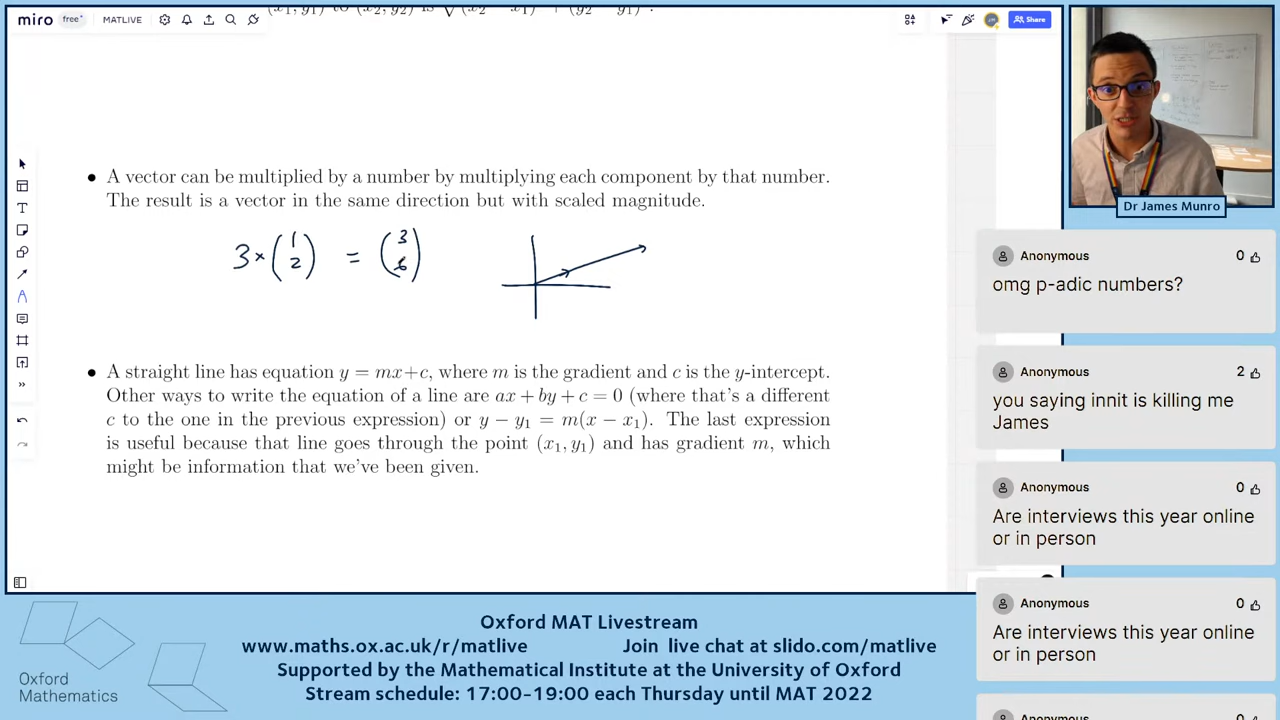 miro free MATLIVE Share
• A vector can be multiplied by a number by multiplying each component by that number.
The result is a vector in the same direction but with scaled magnitude.
3 × (1 2) = (3 6)
• A straight line has equation y = mx+c, where m is the gradient and c is the y-intercept.
Other ways to write the equation of a line are ax + by + c = 0 (where that's a different
c to the one in the previous expression) or y − y₁ = m(x − x₁). The last expression
is useful because that line goes through the point (x₁, y₁) and has gradient m, which
might be information that we've been given.
Dr James Munro
Anonymous 0
omg p-adic numbers?
Anonymous 2
you saying innit is killing me
James
Anonymous 0
Are interviews this year online
or in person
Anonymous 0
Are interviews this year online
or in person
Oxford
Mathematics
Oxford MAT Livestream
www.maths.ox.ac.uk/r/matlive Join live chat at slido.com/matlive
Supported by the Mathematical Institute at the University of Oxford
Stream schedule: 17:00-19:00 each Thursday until MAT 2022